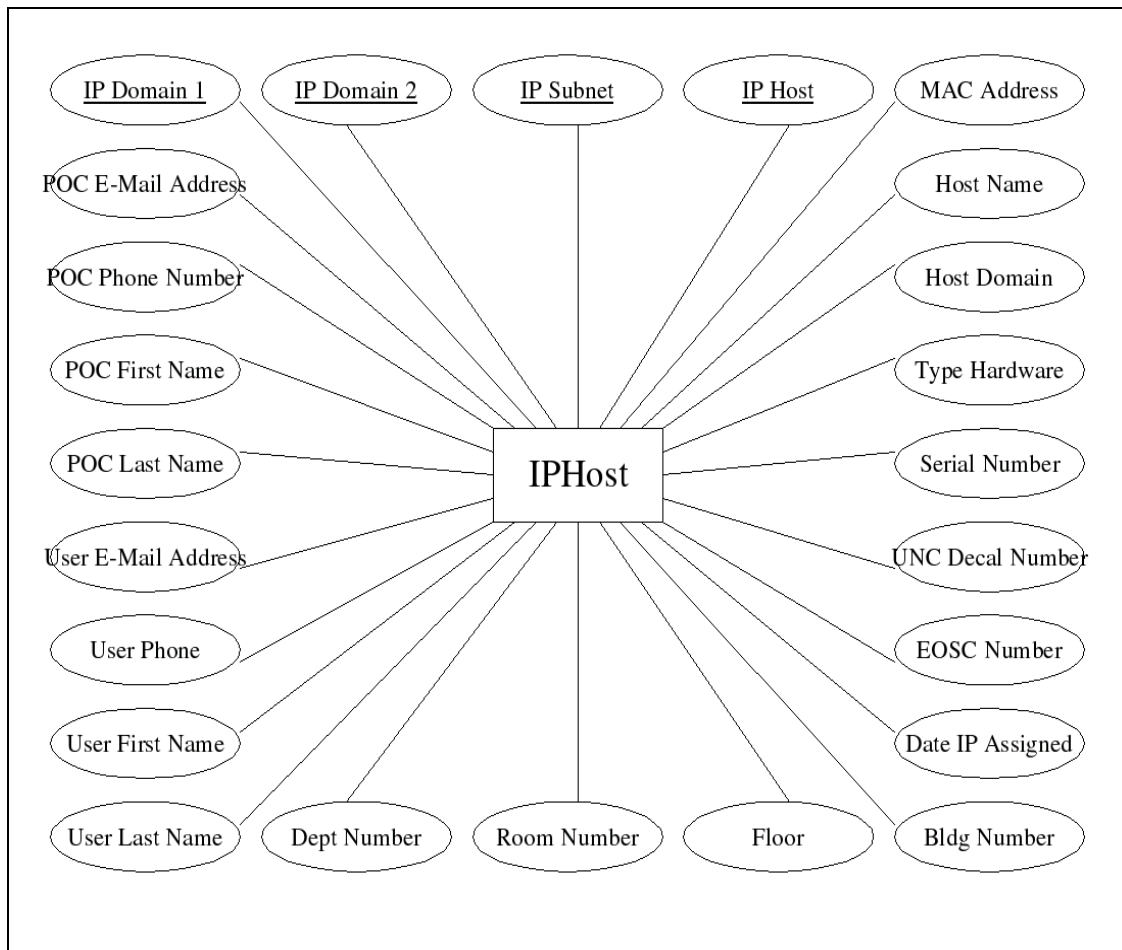 IP Domain 1
IP Domain 2
IP Subnet
IP Host
MAC Address
POC E-Mail Address
Host Name
POC Phone Number
Host Domain
POC First Name
Type Hardware
POC Last Name
IPHost
Serial Number
User E-Mail Address
UNC Decal Number
User Phone
EOSC Number
User First Name
Date IP Assigned
User Last Name
Dept Number
Room Number
Floor
Bldg Number